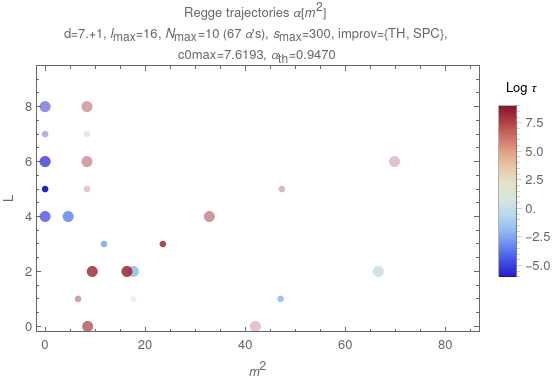 Regge trajectories α[m²]
d=7.+1, lmax=16, Nmax=10 (67 α's), smax=300, improv={TH, SPC},
c0max=7.6193, αth=0.9470
Log τ
8
6
4
2
0
L
7.5
5.0
2.5
0.
−2.5
−5.0
0
20
40
60
80
m²